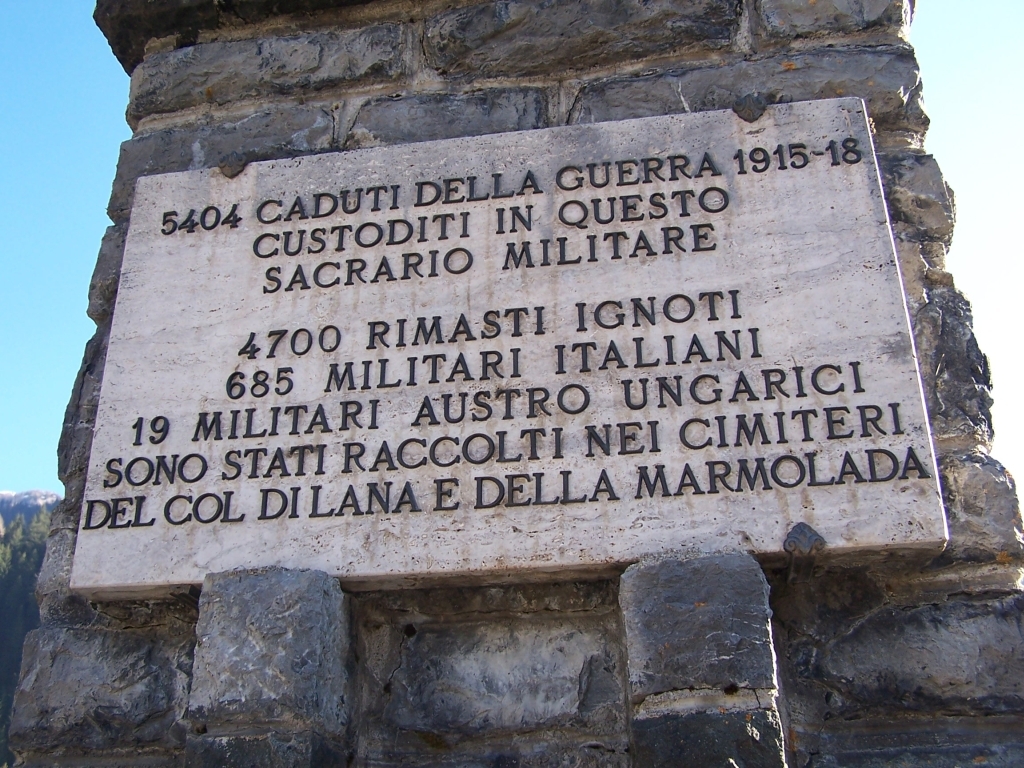 5404 CADUTI DELLA GUERRA 1915-18
CUSTODITI IN QUESTO
SACRARIO MILITARE
4700 RIMASTI IGNOTI
685 MILITARI ITALIANI
19 MILITARI AUSTRO UNGARICI
SONO STATI RACCOLTI NEI CIMITERI
DEL COL DI LANA E DELLA MARMOLADA